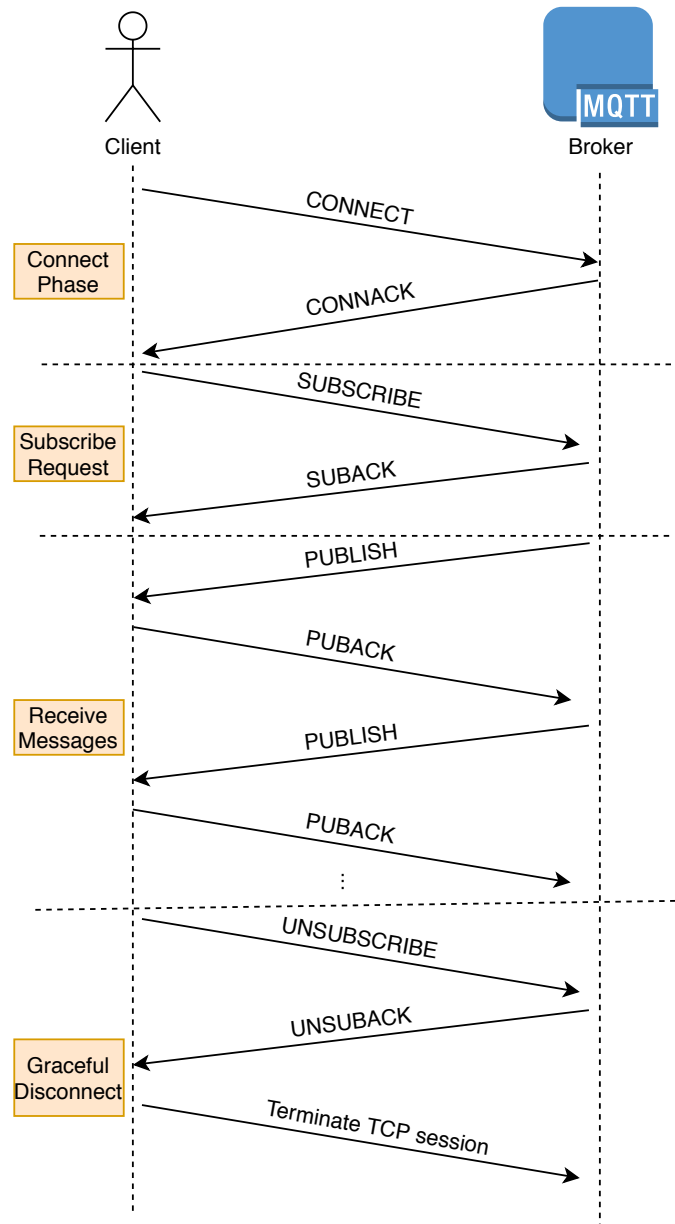 MQTT
Client
Broker
CONNECT
Connect
Phase
CONNACK
SUBSCRIBE
Subscribe
Request
SUBACK
PUBLISH
PUBACK
Receive
Messages
PUBLISH
PUBACK
...
UNSUBSCRIBE
UNSUBACK
Graceful
Disconnect
Terminate TCP session